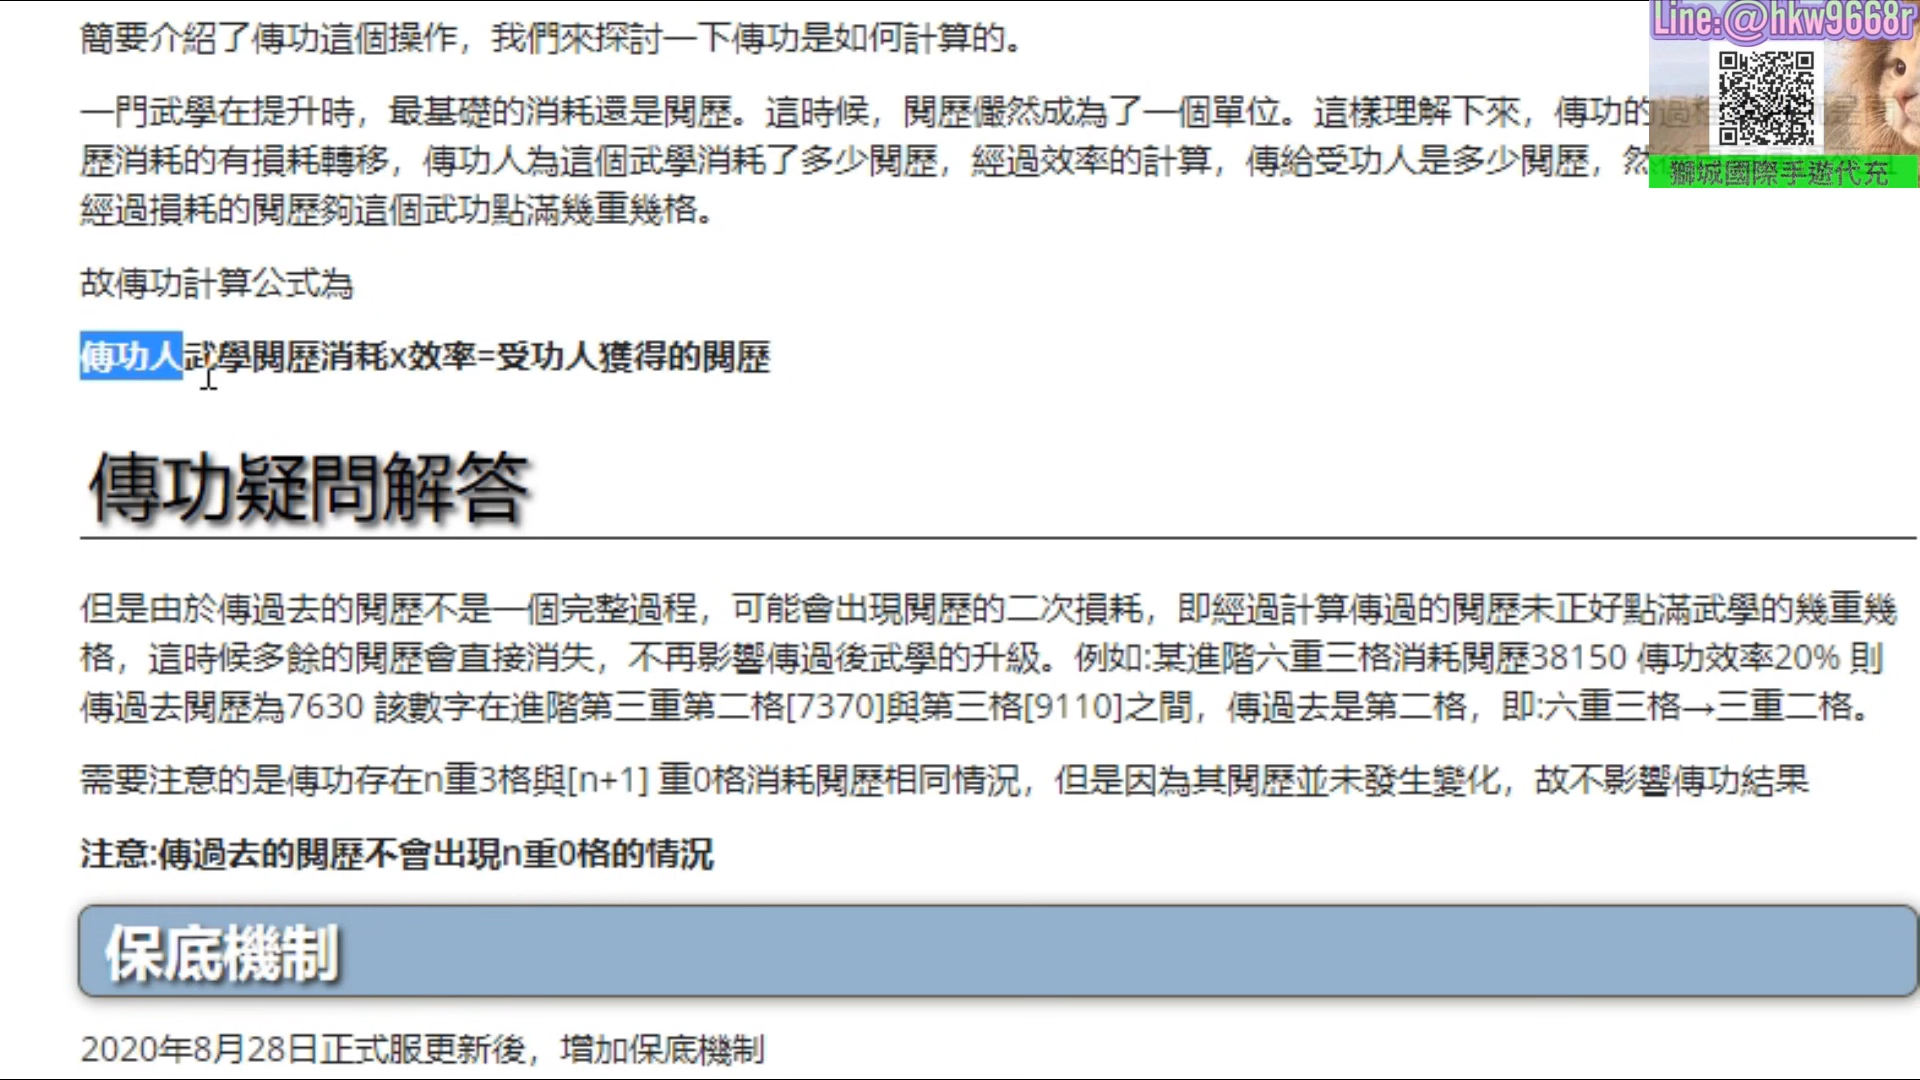 簡要介紹了傳功這個操作，我們來探討一下傳功是如何計算的。
Line:@hkw9668r
一門武學在提升時，最基礎的消耗還是閱歷。這時候，閱歷儼然成為了一個單位。這樣理解下來，傳功的過程
歷消耗的有損耗轉移，傳功人為這個武學消耗了多少閱歷，經過效率的計算，傳給受功人是多少閱歷，然
獅城國際手遊代充
經過損耗的閱歷夠這個武功點滿幾重幾格。
故傳功計算公式為
傳功人武學閱歷消耗x效率=受功人獲得的閱歷
傳功疑問解答
但是由於傳過去的閱歷不是一個完整過程，可能會出現閱歷的二次損耗，即經過計算傳過的閱歷未正好點滿武學的幾重幾
格，這時候多餘的閱歷會直接消失，不再影響傳過後武學的升級。例如:某進階六重三格消耗閱歷38150 傳功效率20% 則
傳過去閱歷為7630 該數字在進階第三重第二格[7370]與第三格[9110]之間，傳過去是第二格，即:六重三格→三重二格。
需要注意的是傳功存在n重3格與[n+1] 重0格消耗閱歷相同情況，但是因為其閱歷並未發生變化，故不影響傳功結果
注意:傳過去的閱歷不會出現n重0格的情況
保底機制
2020年8月28日正式服更新後，增加保底機制